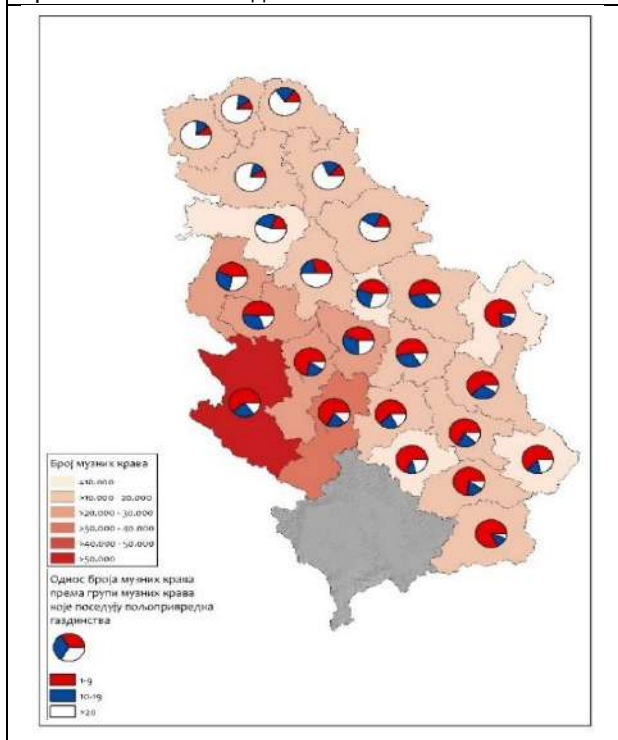 Број музних крава
≤10.000
>10.000 - 20.000
>20.000 - 30.000
>30.000 - 40.000
>40.000 - 50.000
>50.000
Однос броја музних крава
према групи музних крава
које поседују пољопривредна
газдинства
1-9
10-19
>20